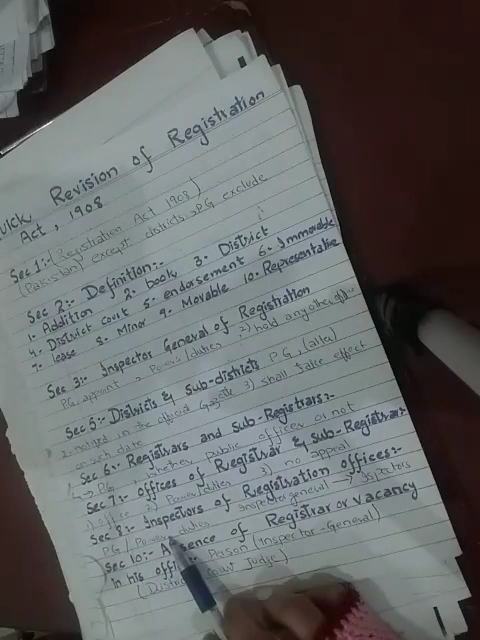 Quick Revision of Registration
Act, 1908
Sec 1:- (Registration Act 1908)
(Pakistan) except districts → PG exclude
Sec 2:- Definition:-
1. Addition 2. book 3. District
4. District court 5. endorsement 6. Immovable
7. lease 8. Minor 9. Movable 10. Representative
Sec 3:- Inspector General of Registration
PG, appoint, Powers/duties, 2) hold any other
Sec 5:- Districts & sub-districts PG, (alter)
2. notified in the official Gazette 3) shall take effect
on such date
Sec 6:- Registrars and sub-Registrars:-
→ PG, whether public officer or not
Sec 7:- offices of Registrar & sub-Registrar:-
1) office 2) Power/duties 3) no appeal
Sec 8:- Inspectors of Registration offices:-
PG / Power duties Inspector general →
Sec 10:- Absence of Registrar or vacancy
in his office:- Person (Inspector-General)
(District Court Judge)